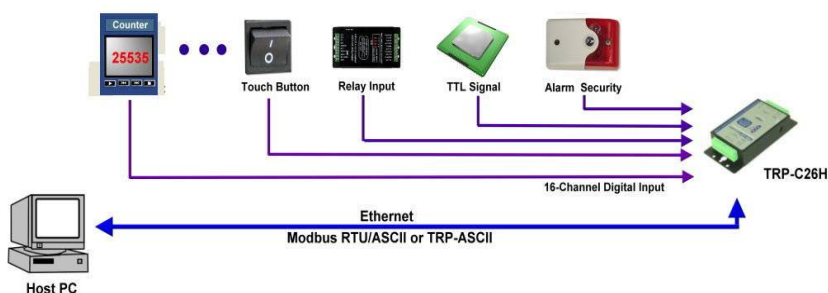 Counter
25535
Touch Button
Relay Input
TTL Signal
Alarm Security
TRP-C26H
16-Channel Digital Input
Ethernet
Modbus RTU/ASCII or TRP-ASCII
Host PC